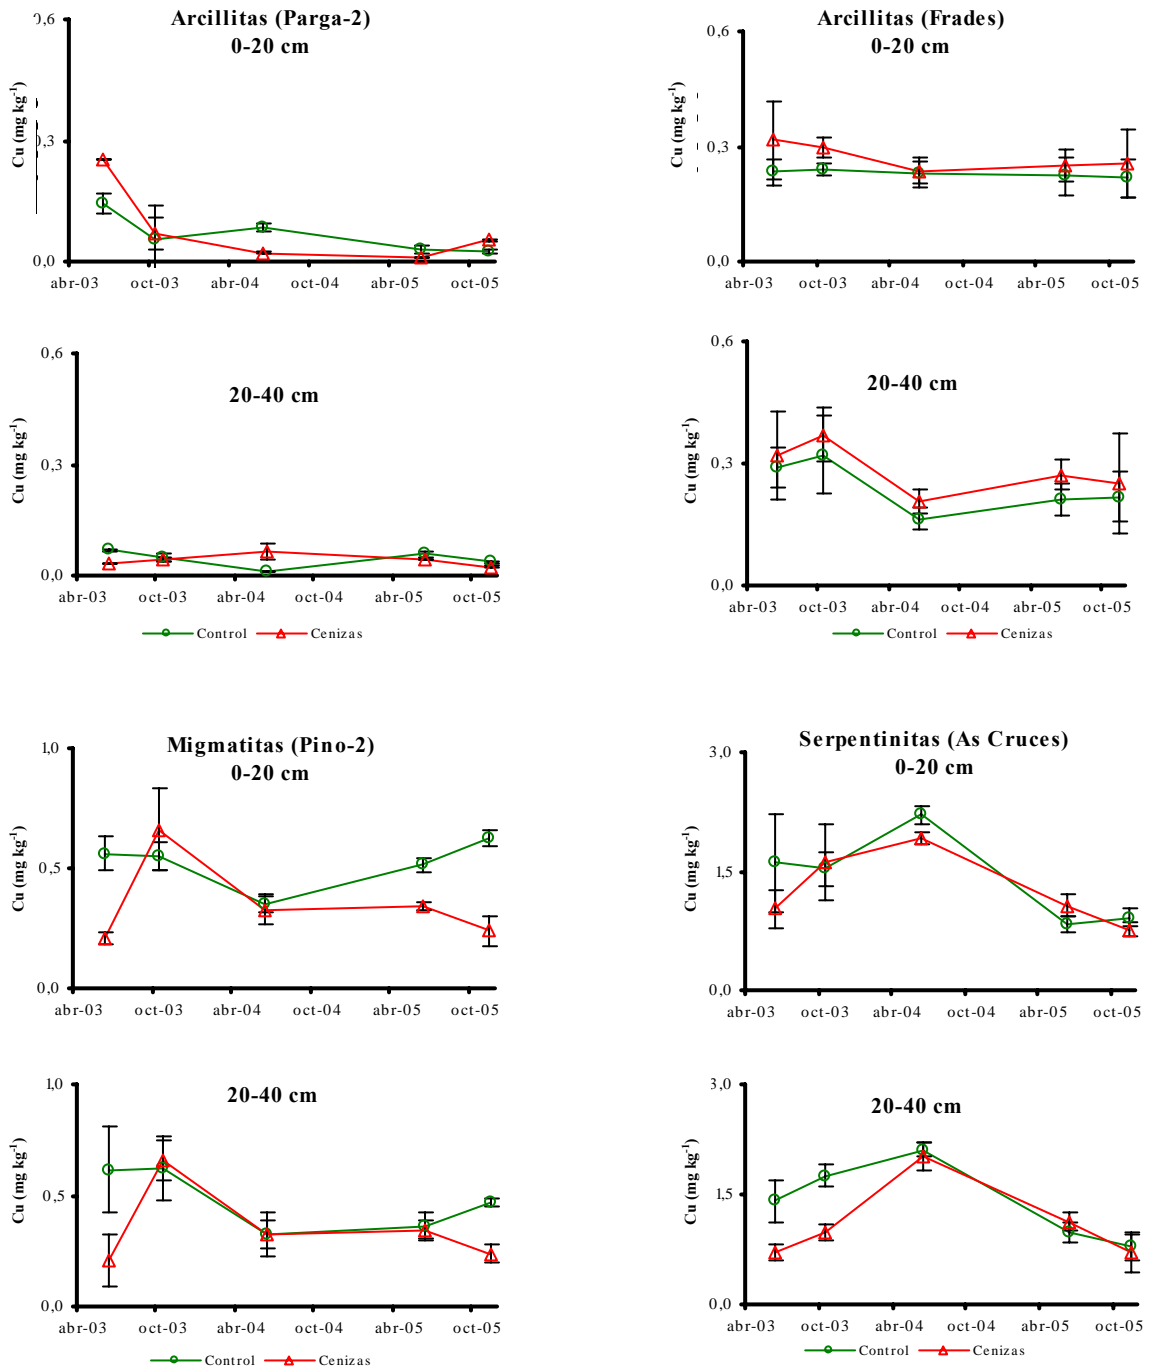 Arcillitas (Parga-2)
0-20 cm
Cu (mg kg-1)
0,6
0,3
0,0
abr-03 oct-03 abr-04 oct-04 abr-05 oct-05
Arcillitas (Frades)
0-20 cm
Cu (mg kg-1)
0,6
0,3
0,0
abr-03 oct-03 abr-04 oct-04 abr-05 oct-05
20-40 cm
Cu (mg kg-1)
0,6
0,3
0,0
abr-03 oct-03 abr-04 oct-04 abr-05 oct-05
Control Cenizas
20-40 cm
Cu (mg kg-1)
0,6
0,3
0,0
abr-03 oct-03 abr-04 oct-04 abr-05 oct-05
Control Cenizas
Migmatitas (Pino-2)
0-20 cm
Cu (mg kg-1)
1,0
0,5
0,0
abr-03 oct-03 abr-04 oct-04 abr-05 oct-05
Serpentinitas (As Cruces)
0-20 cm
Cu (mg kg-1)
3,0
1,5
0,0
abr-03 oct-03 abr-04 oct-04 abr-05 oct-05
20-40 cm
Cu (mg kg-1)
1,0
0,5
0,0
abr-03 oct-03 abr-04 oct-04 abr-05 oct-05
Control Cenizas
20-40 cm
Cu (mg kg-1)
3,0
1,5
0,0
abr-03 oct-03 abr-04 oct-04 abr-05 oct-05
Control Cenizas